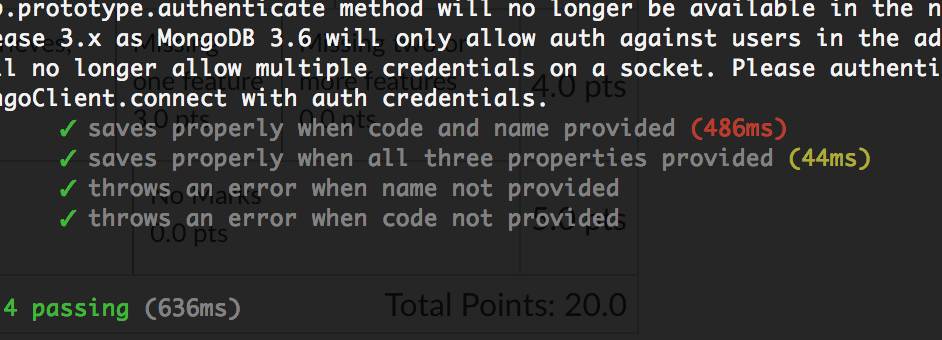 o.prototype.authenticate method will no longer be available in the n
ease 3.x as MongoDB 3.6 will only allow auth against users in the ad
ll no longer allow multiple credentials on a socket. Please authenti
ngoClient.connect with auth credentials.
✓ saves properly when code and name provided (486ms)
✓ saves properly when all three properties provided (44ms)
✓ throws an error when name not provided
✓ throws an error when code not provided
4 passing (636ms)
Missing
one feature
3.0 pts
Missing two or
more features
0.0 pts
4.0 pts
No Marks
0.0 pts
5.0 pts
Total Points: 20.0